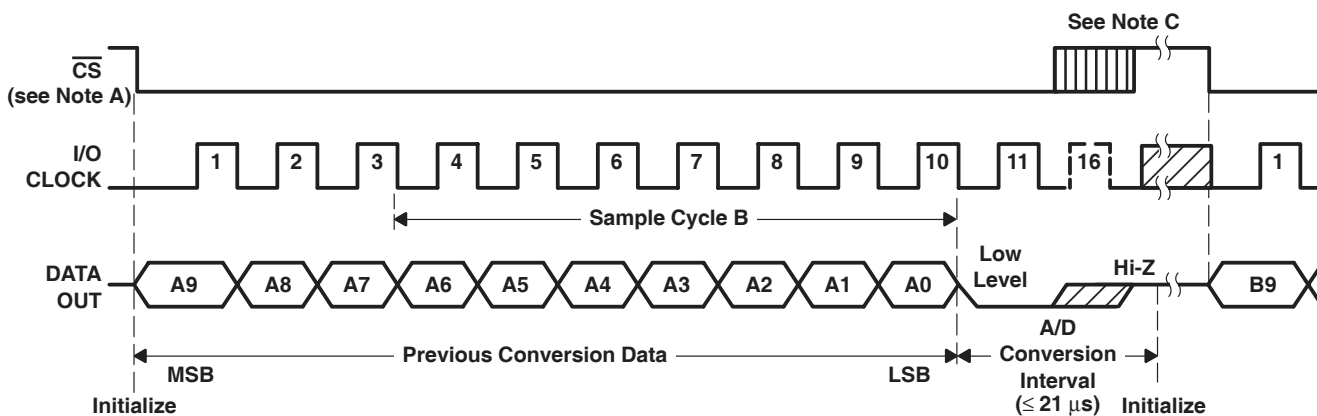 See Note C
CS
(see Note A)
I/O
CLOCK
1 2 3 4 5 6 7 8 9 10 11 16 1
Sample Cycle B
DATA
OUT
A9 A8 A7 A6 A5 A4 A3 A2 A1 A0
Low
Level
Hi-Z
B9
Previous Conversion Data
MSB
LSB
A/D
Conversion
Interval
(≤ 21 μs)
Initialize
Initialize